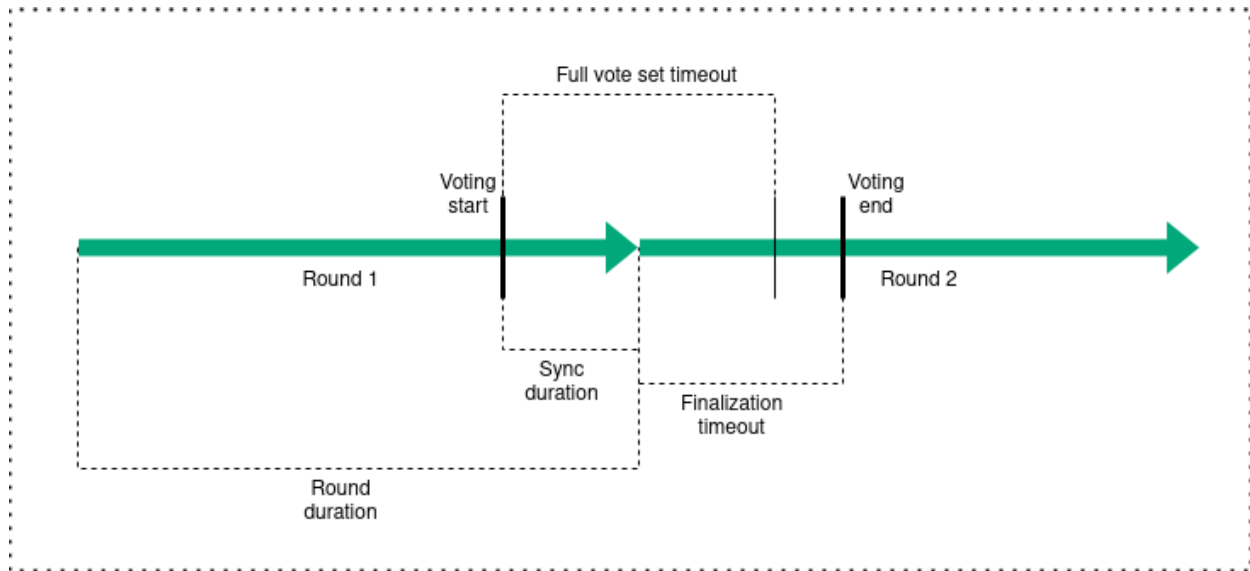 Full vote set timeout
Voting
start
Voting
end
Round 1
Round 2
Sync
duration
Finalization
timeout
Round
duration